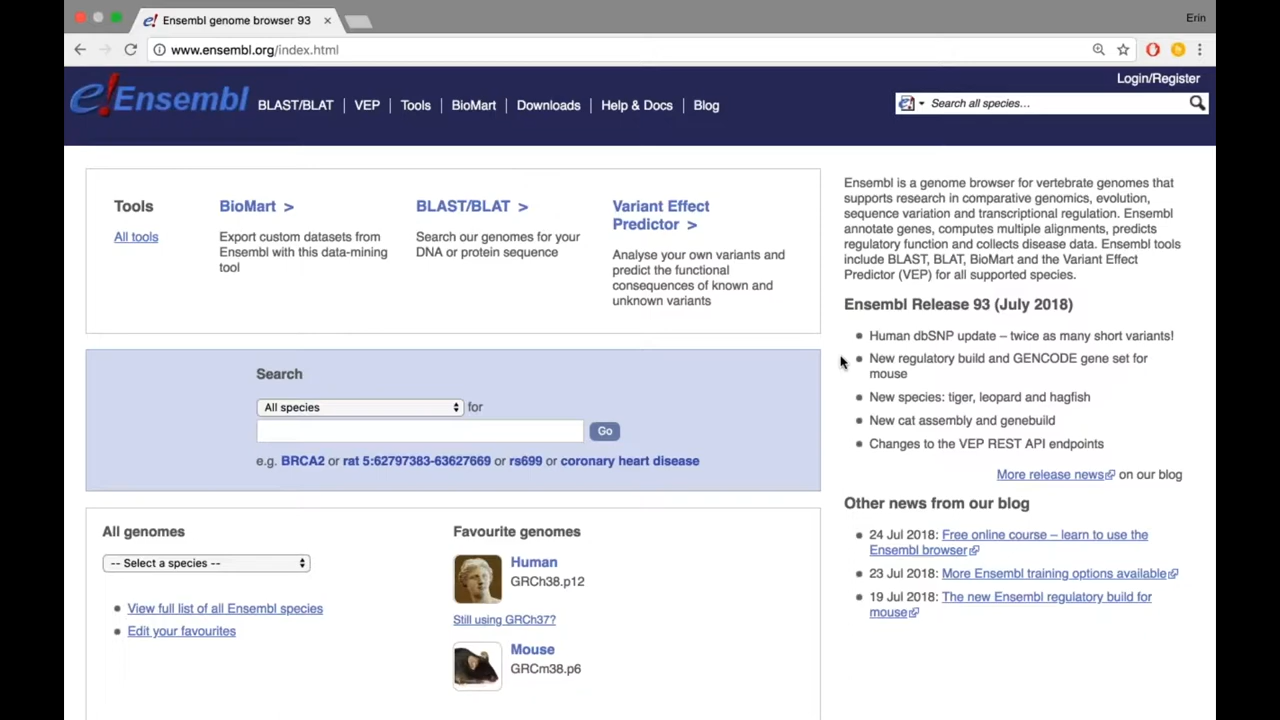 Ensembl genome browser 93
Erin
www.ensembl.org/index.html
Login/Register
e!Ensembl BLAST/BLAT | VEP | Tools | BioMart | Downloads | Help & Docs | Blog
Search all species...
Tools
All tools
BioMart >
Export custom datasets from
Ensembl with this data-mining
tool
BLAST/BLAT >
Search our genomes for your
DNA or protein sequence
Variant Effect
Predictor >
Analyse your own variants and
predict the functional
consequences of known and
unknown variants
Search
All species for
Go
e.g. BRCA2 or rat 5:62797383-63627669 or rs699 or coronary heart disease
All genomes
-- Select a species --
View full list of all Ensembl species
Edit your favourites
Favourite genomes
Human
GRCh38.p12
Still using GRCh37?
Mouse
GRCm38.p6
Ensembl is a genome browser for vertebrate genomes that
supports research in comparative genomics, evolution,
sequence variation and transcriptional regulation. Ensembl
annotate genes, computes multiple alignments, predicts
regulatory function and collects disease data. Ensembl tools
include BLAST, BLAT, BioMart and the Variant Effect
Predictor (VEP) for all supported species.
Ensembl Release 93 (July 2018)
Human dbSNP update – twice as many short variants!
New regulatory build and GENCODE gene set for
mouse
New species: tiger, leopard and hagfish
New cat assembly and genebuild
Changes to the VEP REST API endpoints
More release news on our blog
Other news from our blog
24 Jul 2018: Free online course – learn to use the
Ensembl browser
23 Jul 2018: More Ensembl training options available
19 Jul 2018: The new Ensembl regulatory build for
mouse